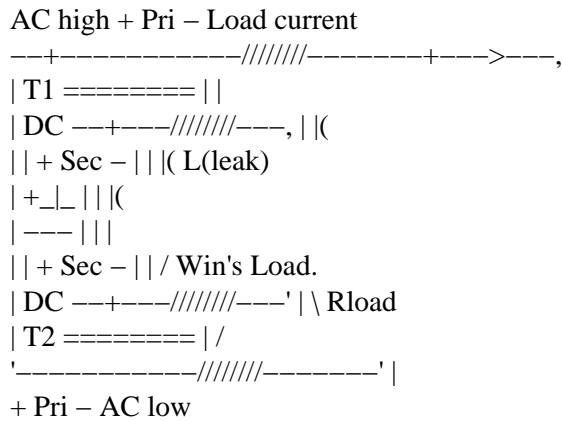 AC high + Pri − Load current
−−+−−−−−−−−−−−////////−−−−−−−+−−−>−−−,
| T1 ======== | |
| DC −−+−−−////////−−−, | |(
| | + Sec − | | |( L(leak)
| +_|_ | | |(
| −−− | | |
| | + Sec − | | / Win's Load.
| DC −−+−−−////////−−−' | \ Rload
| T2 ======== | /
'−−−−−−−−−−−////////−−−−−−−' |
+ Pri − AC low